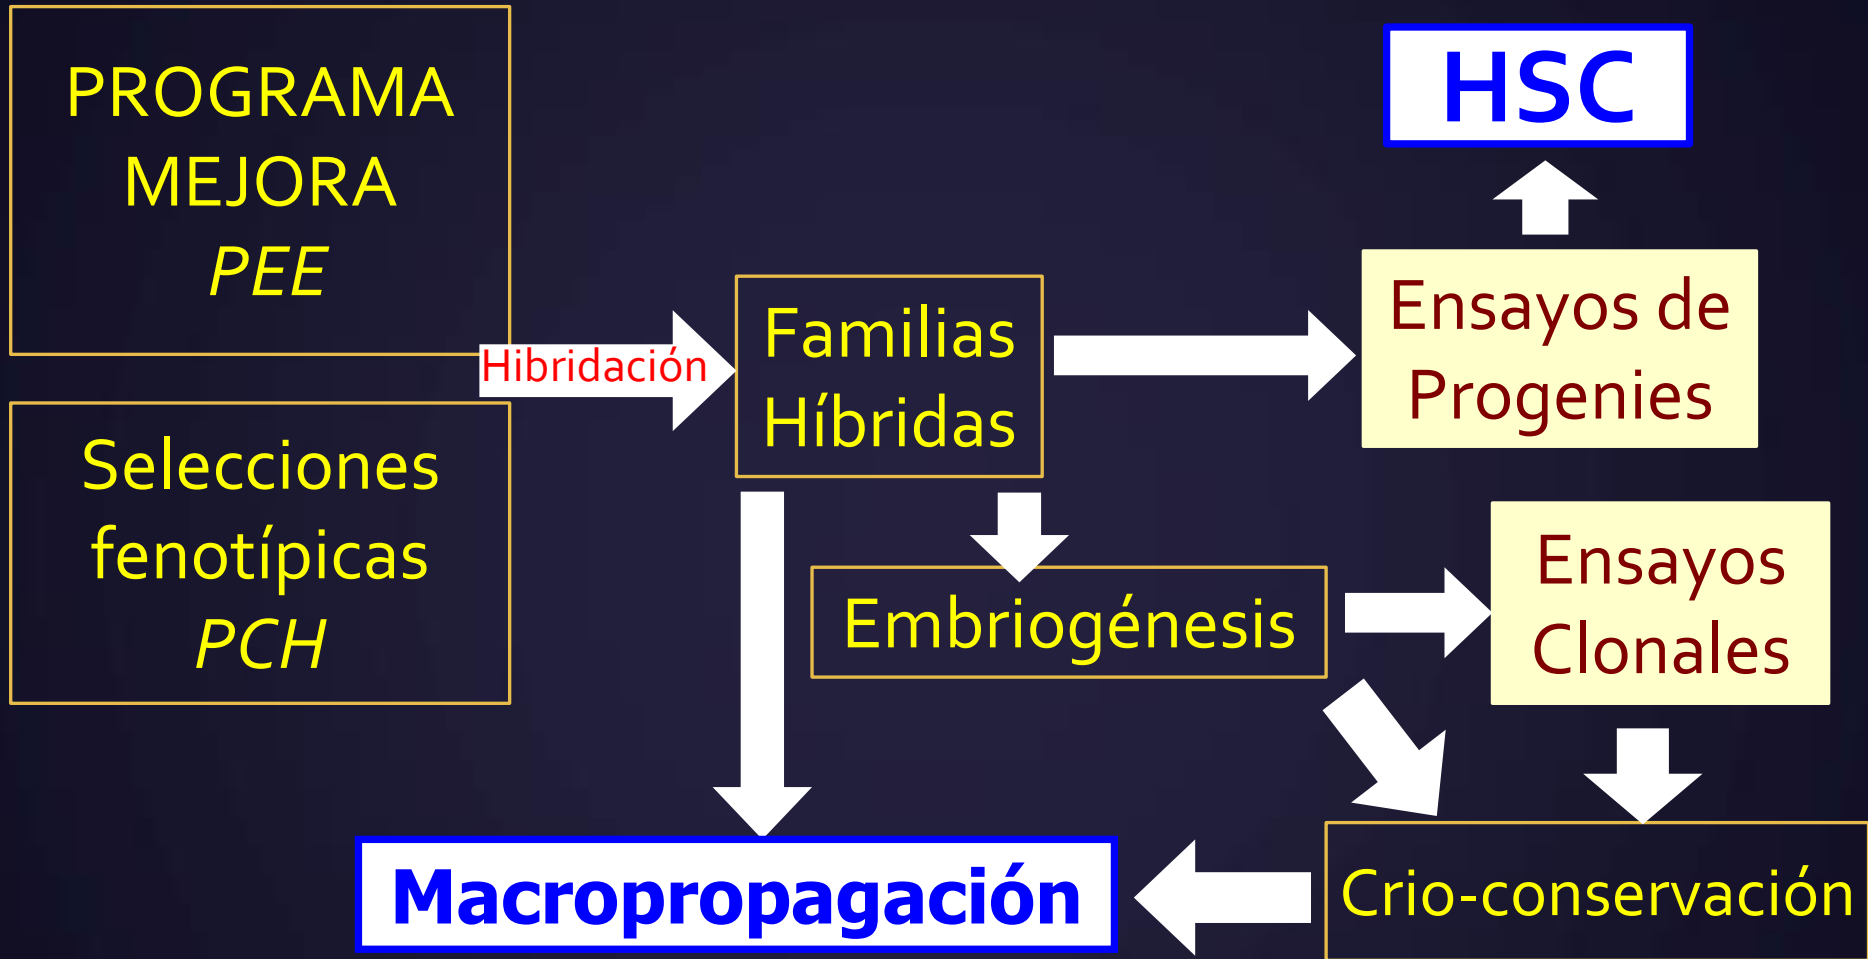 PROGRAMA
MEJORA
PEE
Selecciones
fenotípicas
PCH
Hibridación
Familias
Híbridas
HSC
Ensayos de
Progenies
Embriogénesis
Ensayos
Clonales
Crio-conservación
Macropropagación